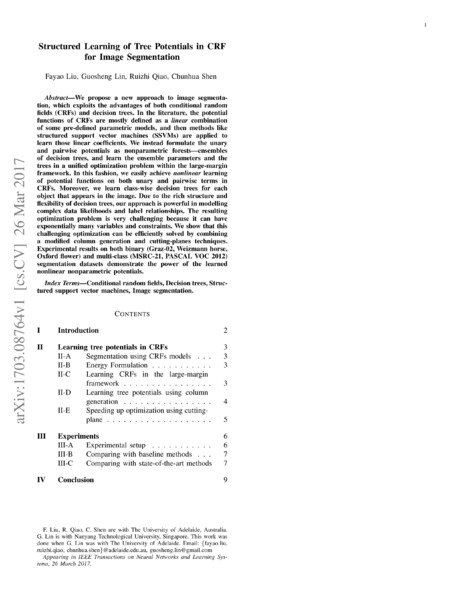 1
Structured Learning of Tree Potentials in CRF
for Image Segmentation
Fayao Liu, Guosheng Lin, Ruizhi Qiao, Chunhua Shen
Abstract—We propose a new approach to image segmenta-
tion, which exploits the advantages of both conditional random
fields (CRFs) and decision trees. In the literature, the potential
functions of CRFs are mostly defined as a linear combination
of some pre-defined parametric models, and then methods like
structured support vector machines (SSVMs) are applied to
learn those linear coefficients. We instead formulate the unary
and pairwise potentials as nonparametric forests—ensembles
of decision trees, and learn the ensemble parameters and the
trees in a unified optimization problem within the large-margin
framework. In this fashion, we easily achieve nonlinear learning
of potential functions on both unary and pairwise terms in
CRFs. Moreover, we learn class-wise decision trees for each
object that appears in the image. Due to the rich structure and
flexibility of decision trees, our approach is powerful in modelling
complex data likelihoods and label relationships. The resulting
optimization problem is very challenging because it can have
exponentially many variables and constraints. We show that this
challenging optimization can be efficiently solved by combining
a modified column generation and cutting-planes techniques.
Experimental results on both binary (Graz-02, Weizmann horse,
Oxford flower) and multi-class (MSRC-21, PASCAL VOC 2012)
segmentation datasets demonstrate the power of the learned
nonlinear nonparametric potentials.
Index Terms—Conditional random fields, Decision trees, Struc-
tured support vector machines, Image segmentation.
CONTENTS
I Introduction 2
II Learning tree potentials in CRFs 3
II-A Segmentation using CRFs models . . . 3
II-B Energy Formulation . . . . . . . . . . . 3
II-C Learning CRFs in the large-margin
framework . . . . . . . . . . . . . . . . 3
II-D Learning tree potentials using column
generation . . . . . . . . . . . . . . . . 4
II-E Speeding up optimization using cutting-
plane . . . . . . . . . . . . . . . . . . . 5
III Experiments 6
III-A Experimental setup . . . . . . . . . . . 6
III-B Comparing with baseline methods . . . 7
III-C Comparing with state-of-the-art methods 7
IV Conclusion 9
F. Liu, R. Qiao, C. Shen are with The University of Adelaide, Australia.
G. Lin is with Nanyang Technological University, Singapore. This work was
done when G. Lin was with The University of Adelaide. Email: {fayao.liu,
ruizhi.qiao, chunhua.shen}@adelaide.edu.au, guosheng.lin@gmail.com
Appearing in IEEE Transactions on Neural Networks and Learning Sys-
tems, 26 March 2017.
arXiv:1703.08764v1 [cs.CV] 26 Mar 2017